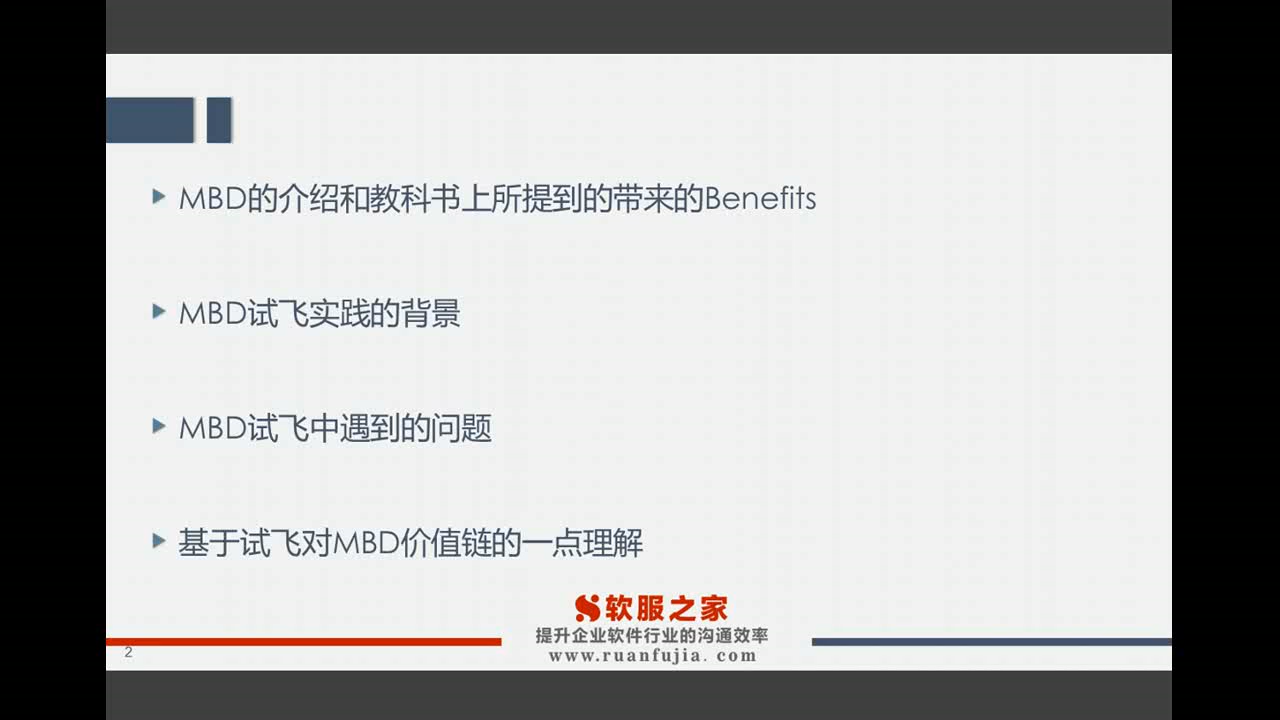 MBD的介绍和教科书上所提到的带来的Benefits
MBD试飞实践的背景
MBD试飞中遇到的问题
基于试飞对MBD价值链的一点理解
软服之家
提升企业软件行业的沟通效率
www.ruanfujia.com
2